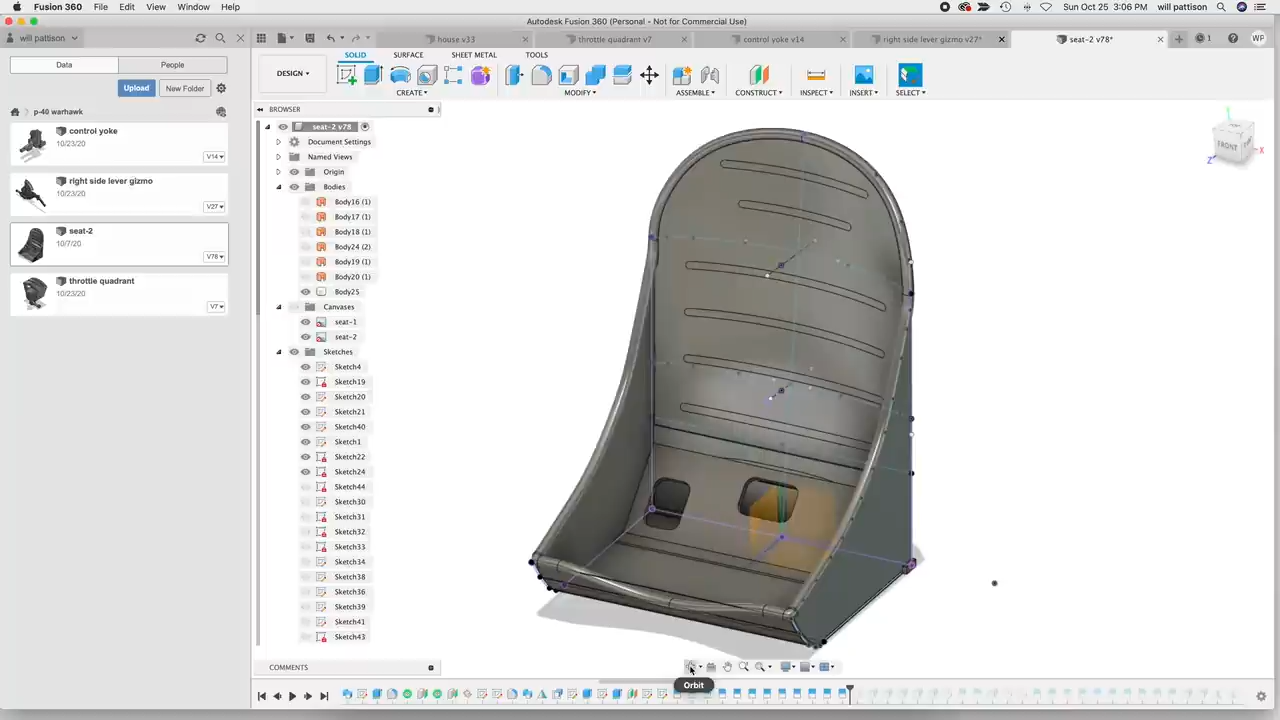 Fusion 360 File Edit View Window Help
Sun Oct 25 3:06 PM will pattison
Autodesk Fusion 360 (Personal - Not for Commercial Use)
will pattison
house v33
throttle quadrant v7
control yoke v14
right side lever gizmo v27*
seat-2 v78*
1
WP
Data People
SOLID SURFACE SHEET METAL TOOLS
DESIGN
Upload New Folder
CREATE MODIFY ASSEMBLE CONSTRUCT INSPECT INSERT SELECT
p-40 warhawk
control yoke
10/23/20
V14
right side lever gizmo
10/23/20
V27
seat-2
10/7/20
V78
throttle quadrant
10/23/20
V7
BROWSER
seat-2 v78
Document Settings
Named Views
Origin
Bodies
Body16 (1)
Body17 (1)
Body18 (1)
Body24 (2)
Body19 (1)
Body20 (1)
Body25
Canvases
seat-1
seat-2
Sketches
Sketch4
Sketch19
Sketch20
Sketch21
Sketch40
Sketch1
Sketch22
Sketch24
Sketch44
Sketch30
Sketch31
Sketch32
Sketch33
Sketch34
Sketch38
Sketch36
Sketch39
Sketch41
Sketch43
FRONT
X
Y
Z
COMMENTS
Orbit